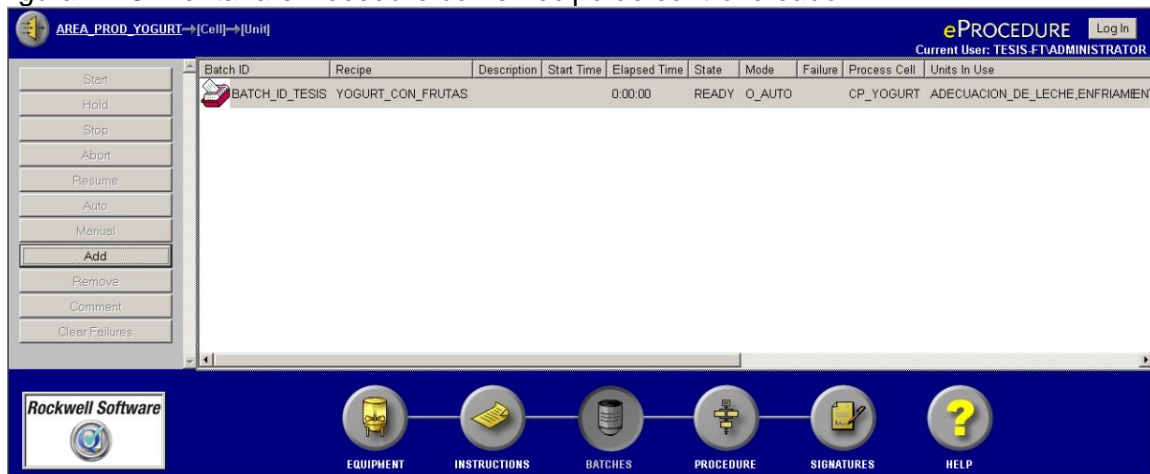 AREA_PROD_YOGURT→[Cell]→[Unit]
ePROCEDURE
Log In
Current User: TESIS-FT\ADMINISTRATOR
Start
Hold
Stop
Abort
Resume
Auto
Manual
Add
Remove
Comment
Clear Failures
Batch ID Recipe Description Start Time Elapsed Time State Mode Failure Process Cell Units In Use
BATCH_ID_TESIS YOGURT_CON_FRUTAS 0:00:00 READY O_AUTO CP_YOGURT ADECUACION_DE_LECHE,ENFRIAMIEN
Rockwell Software
EQUIPMENT INSTRUCTIONS BATCHES PROCEDURE SIGNATURES HELP